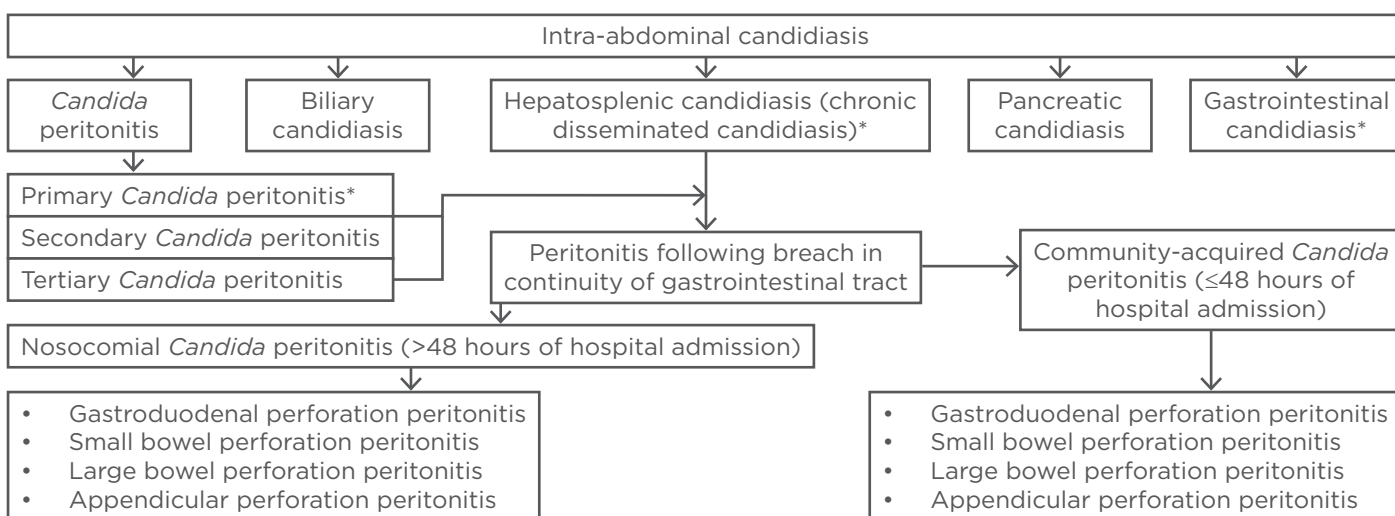 Intra-abdominal candidiasis
Candida
peritonitis
Biliary
candidiasis
Hepatosplenic candidiasis (chronic
disseminated candidiasis)*
Pancreatic
candidiasis
Gastrointestinal
candidiasis*
Primary Candida peritonitis*
Secondary Candida peritonitis
Tertiary Candida peritonitis
Peritonitis following breach in
continuity of gastrointestinal tract
Community-acquired Candida
peritonitis (≤48 hours of
hospital admission)
Nosocomial Candida peritonitis (>48 hours of hospital admission)
• Gastroduodenal perforation peritonitis
• Small bowel perforation peritonitis
• Large bowel perforation peritonitis
• Appendicular perforation peritonitis
• Gastroduodenal perforation peritonitis
• Small bowel perforation peritonitis
• Large bowel perforation peritonitis
• Appendicular perforation peritonitis